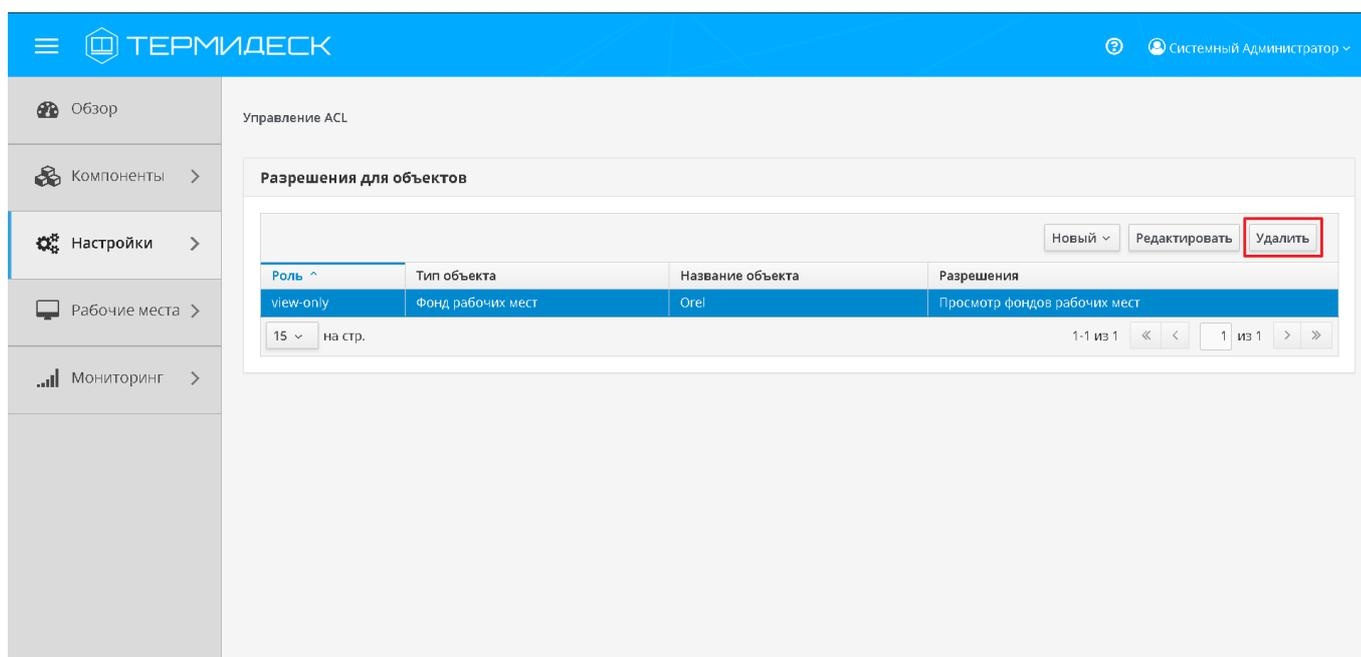 ТЕРМИДЕСК
Системный Администратор
Обзор
Компоненты
Настройки
Рабочие места
Мониторинг
Управление ACL
Разрешения для объектов
Новый Редактировать Удалить
Роль Тип объекта Название объекта Разрешения
view-only Фонд рабочих мест Orel Просмотр фондов рабочих мест
15 на стр. 1-1 из 1 1 из 1